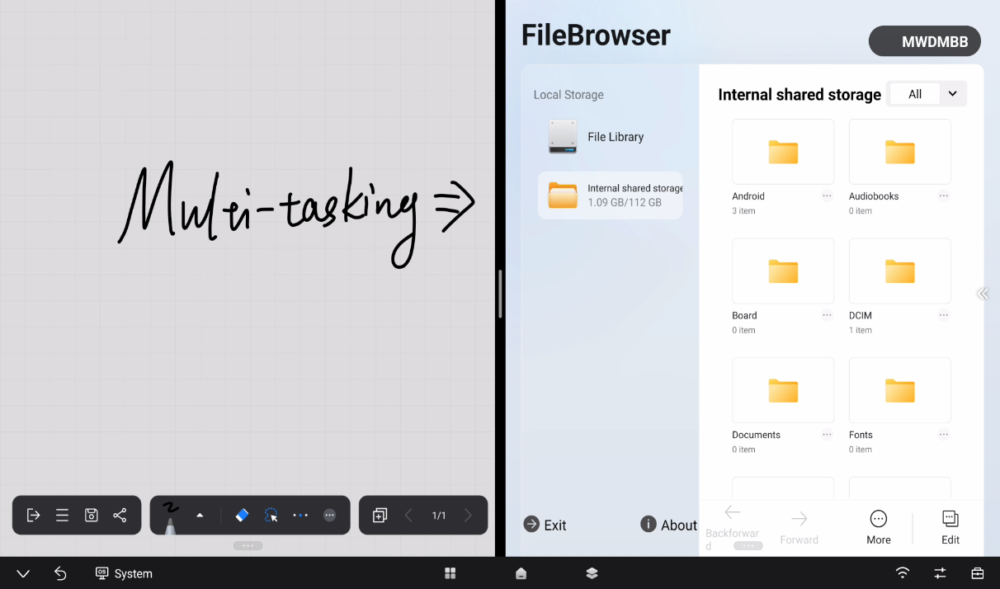 Multi-tasking ⇒
1/1
System
FileBrowser
MWDMBB
Local Storage
File Library
Internal shared storage
1.09 GB/112 GB
Exit
About
Internal shared storage
All
Android
3 item
Audiobooks
0 item
Board
0 item
DCIM
1 item
Documents
0 item
Fonts
0 item
Backforwar
d
Forward
More
Edit